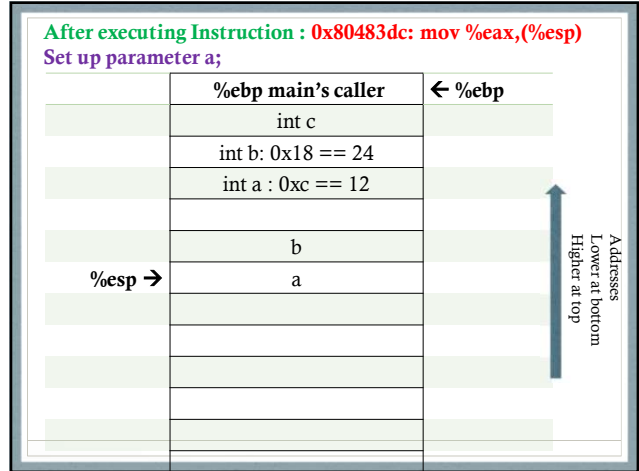 After executing Instruction : 0x80483dc: mov %eax,(%esp)
Set up parameter a;
%ebp main's caller ← %ebp
int c
int b: 0x18 == 24
int a : 0xc == 12
b
%esp → a
Addresses
Lower at bottom
Higher at top